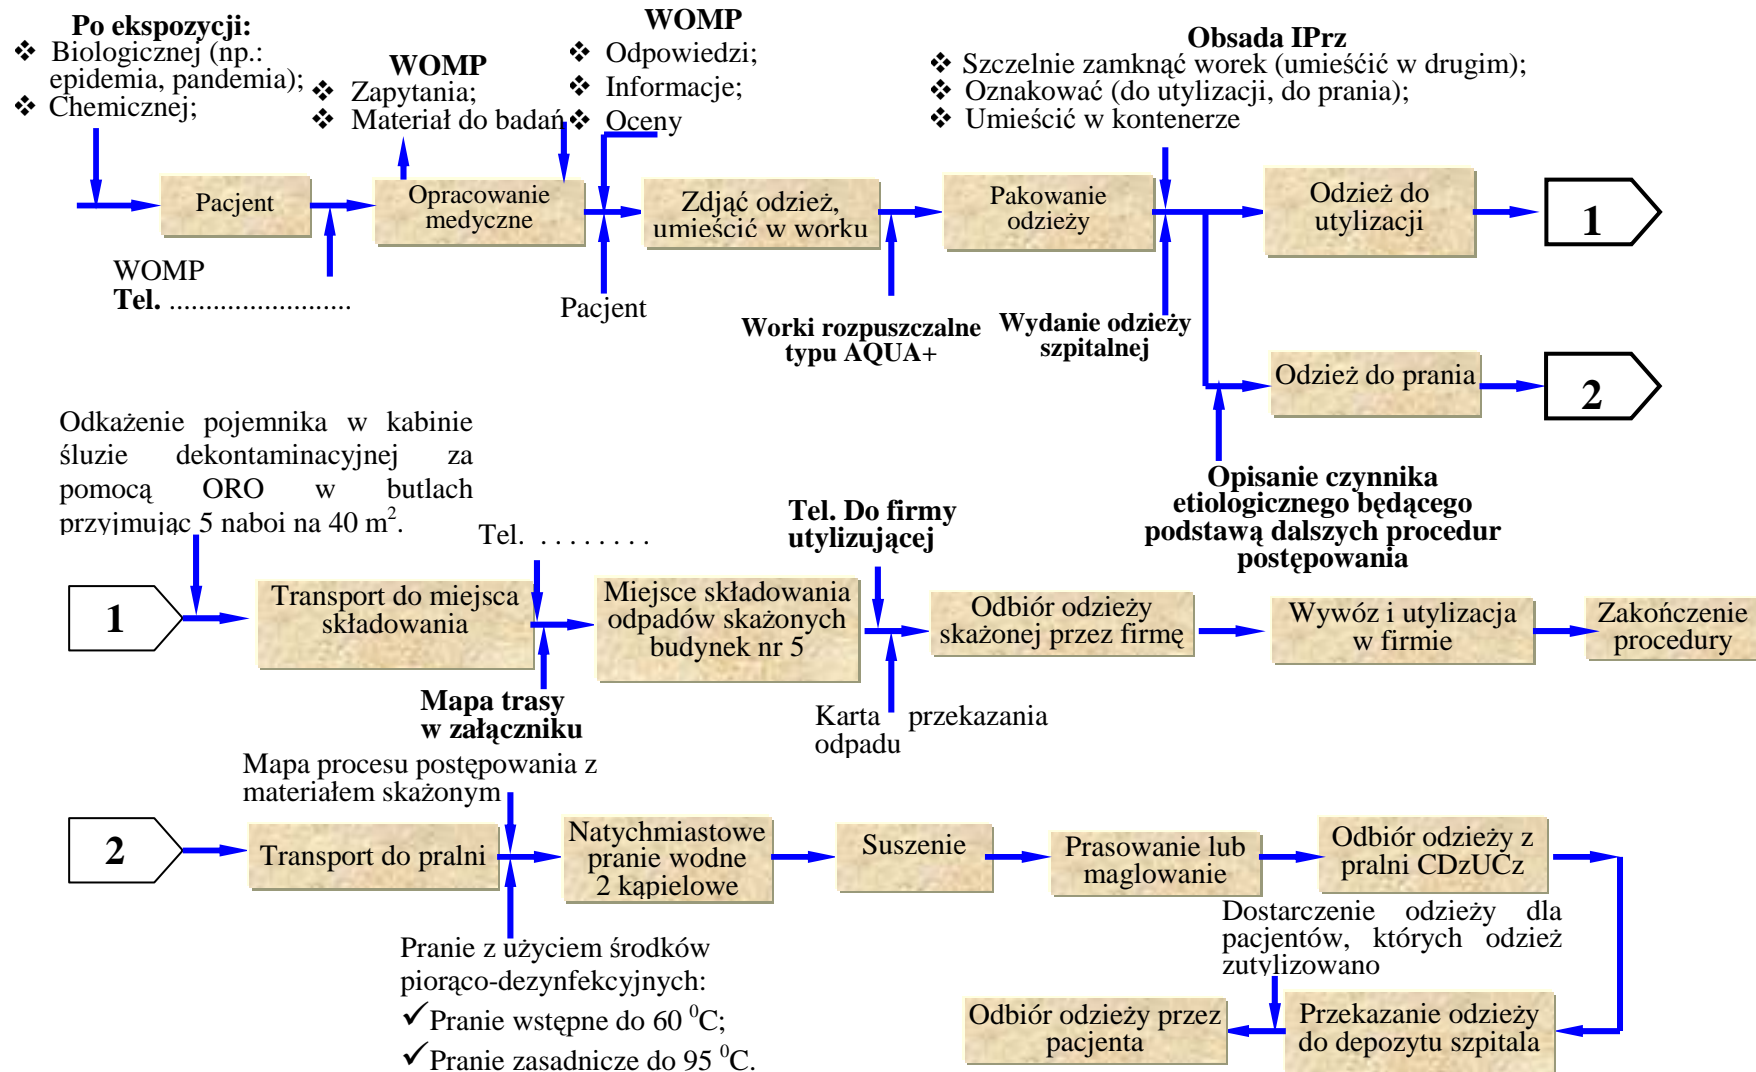 Po ekspozycji:
❖ Biologicznej (np.:
epidemia, pandemia);
❖ Chemicznej;
WOMP
❖ Zapytania;
❖ Materiał do badań
WOMP
❖ Odpowiedzi;
❖ Informacje;
❖ Oceny
Obsada IPrz
❖ Szczelnie zamknąć worek (umieśćić w drugim);
❖ Oznakować (do utylizacji, do prania);
❖ Umieścić w kontenerze
Pacjent
Opracowanie
medyczne
Zdjąć odzież,
umieścić w worku
Pakowanie
odzieży
Odzież do
utylizacji
1
WOMP
Tel. ........................
Pacjent
Worki rozpuszczalne
typu AQUA+
Wydanie odzieży
szpitalnej
Odzież do prania
2
Opisanie czynnika
etiologicznego będącego
podstawą dalszych procedur
postępowania
Odkażenie pojemnika w kabinie
śluzie dekontaminacyjnej za
pomocą ORO w butlach
przyjmując 5 naboi na 40 m².
Tel. . . . . . . . .
Tel. Do firmy
utylizującej
1
Transport do miejsca
składowania
Miejsce składowania
odpadów skażonych
budynek nr 5
Odbiór odzieży
skażonej przez firmę
Wywóz i utylizacja
w firmie
Zakończenie
procedury
Mapa trasy
w załączniku
Karta przekazania
odpadu
Mapa procesu postępowania z
materiałem skażonym
2
Transport do pralni
Natychmiastowe
pranie wodne
2 kąpielowe
Suszenie
Prasowanie lub
maglowanie
Odbiór odzieży z
pralni CDzUCz
Pranie z użyciem środków
piorąco-dezynfekcyjnych:
✓Pranie wstępne do 60 ⁰C;
✓Pranie zasadnicze do 95 ⁰C.
Dostarczenie odzieży dla
pacjentów, których odzież
zutylizowano
Przekazanie odzieży
do depozytu szpitala
Odbiór odzieży przez
pacjenta